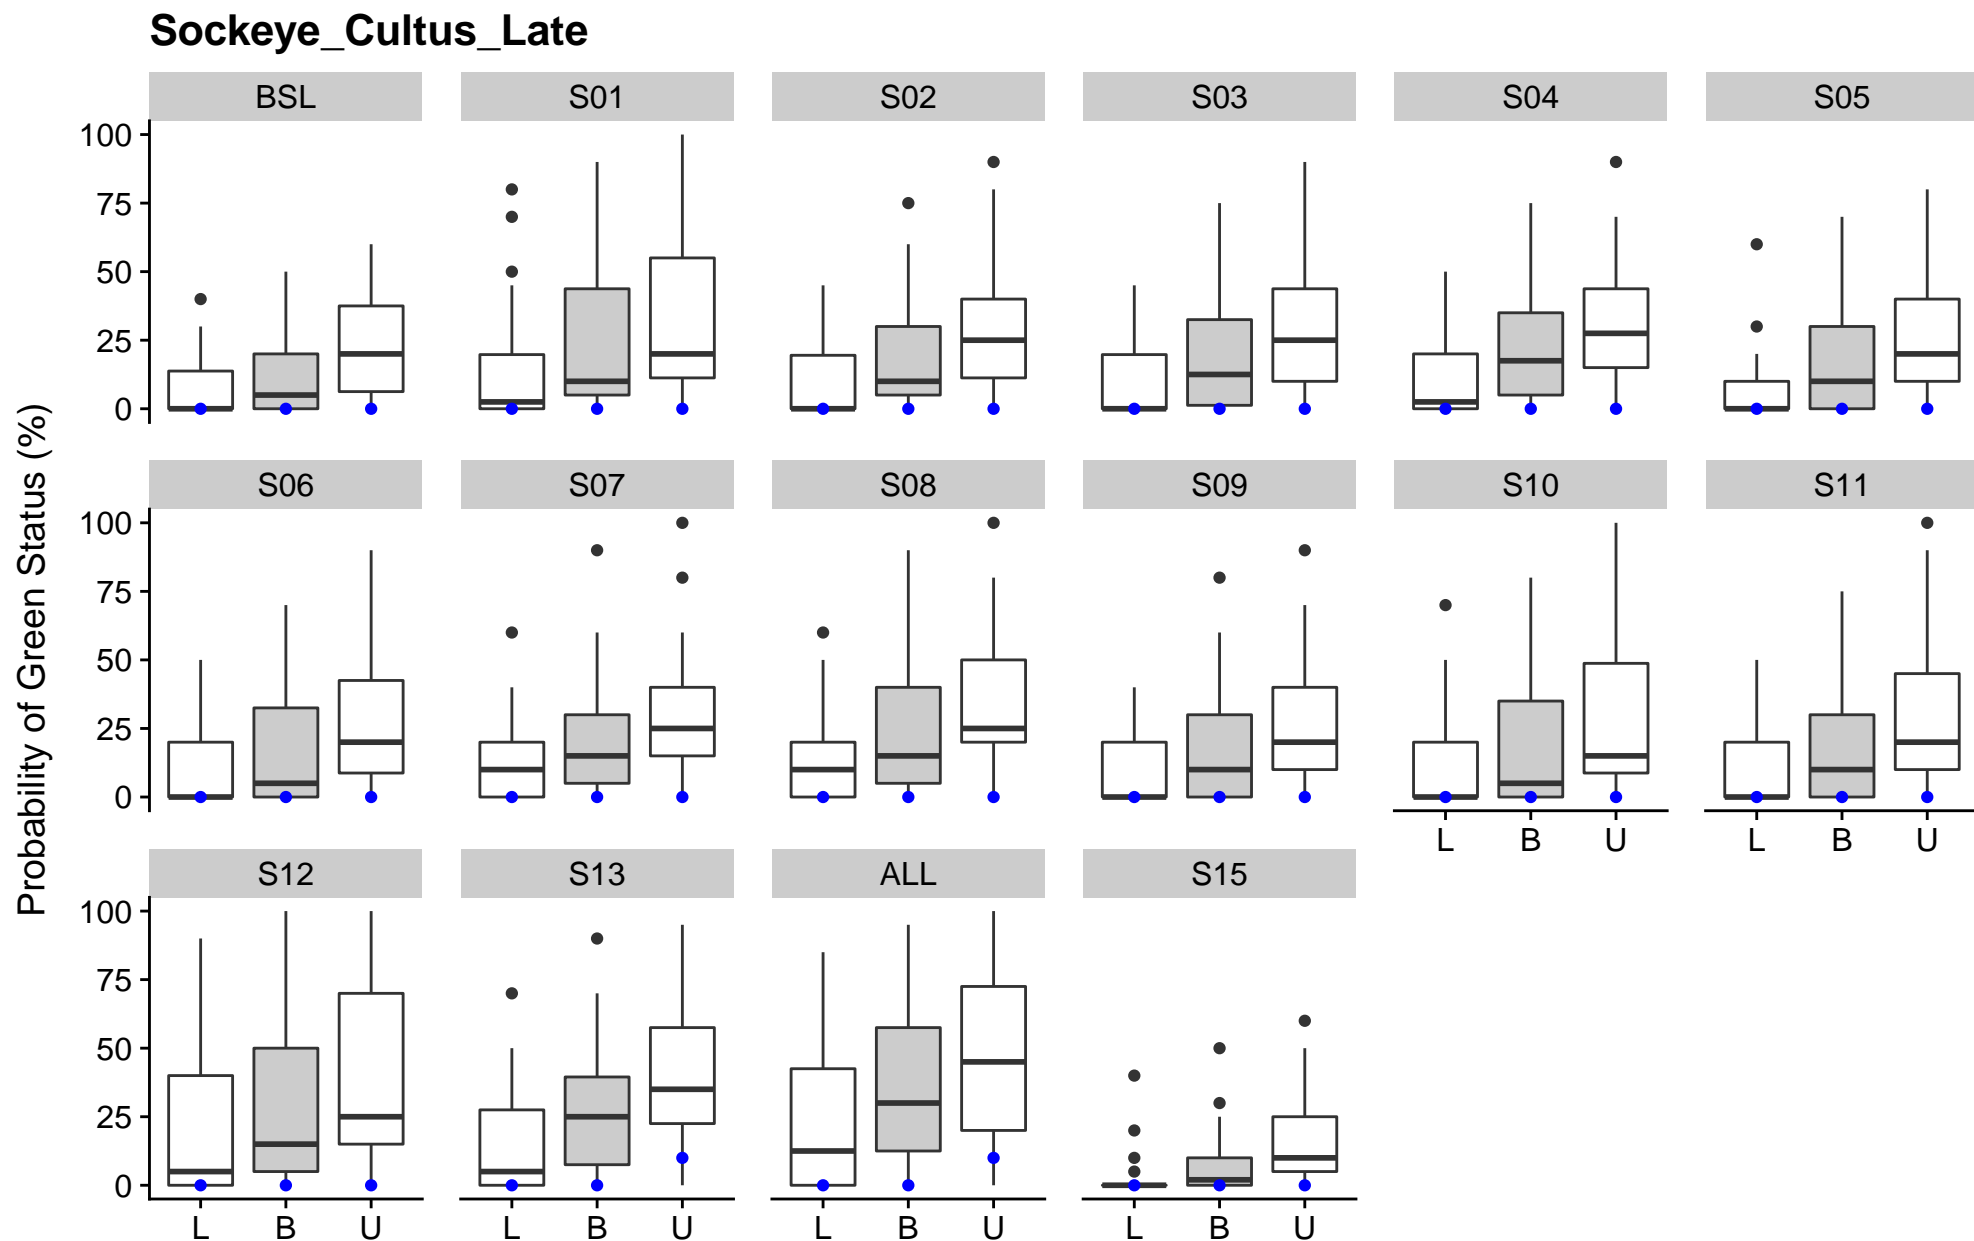 Sockeye_Cultus_Late
BSL S01 S02 S03 S04 S05
100
75
50
25
0
S06 S07 S08 S09 S10 S11
100
75
50
25
0
L B U L B U
S12 S13 ALL S15
100
75
50
25
0
L B U L B U L B U L B U
Probability of Green Status (%)